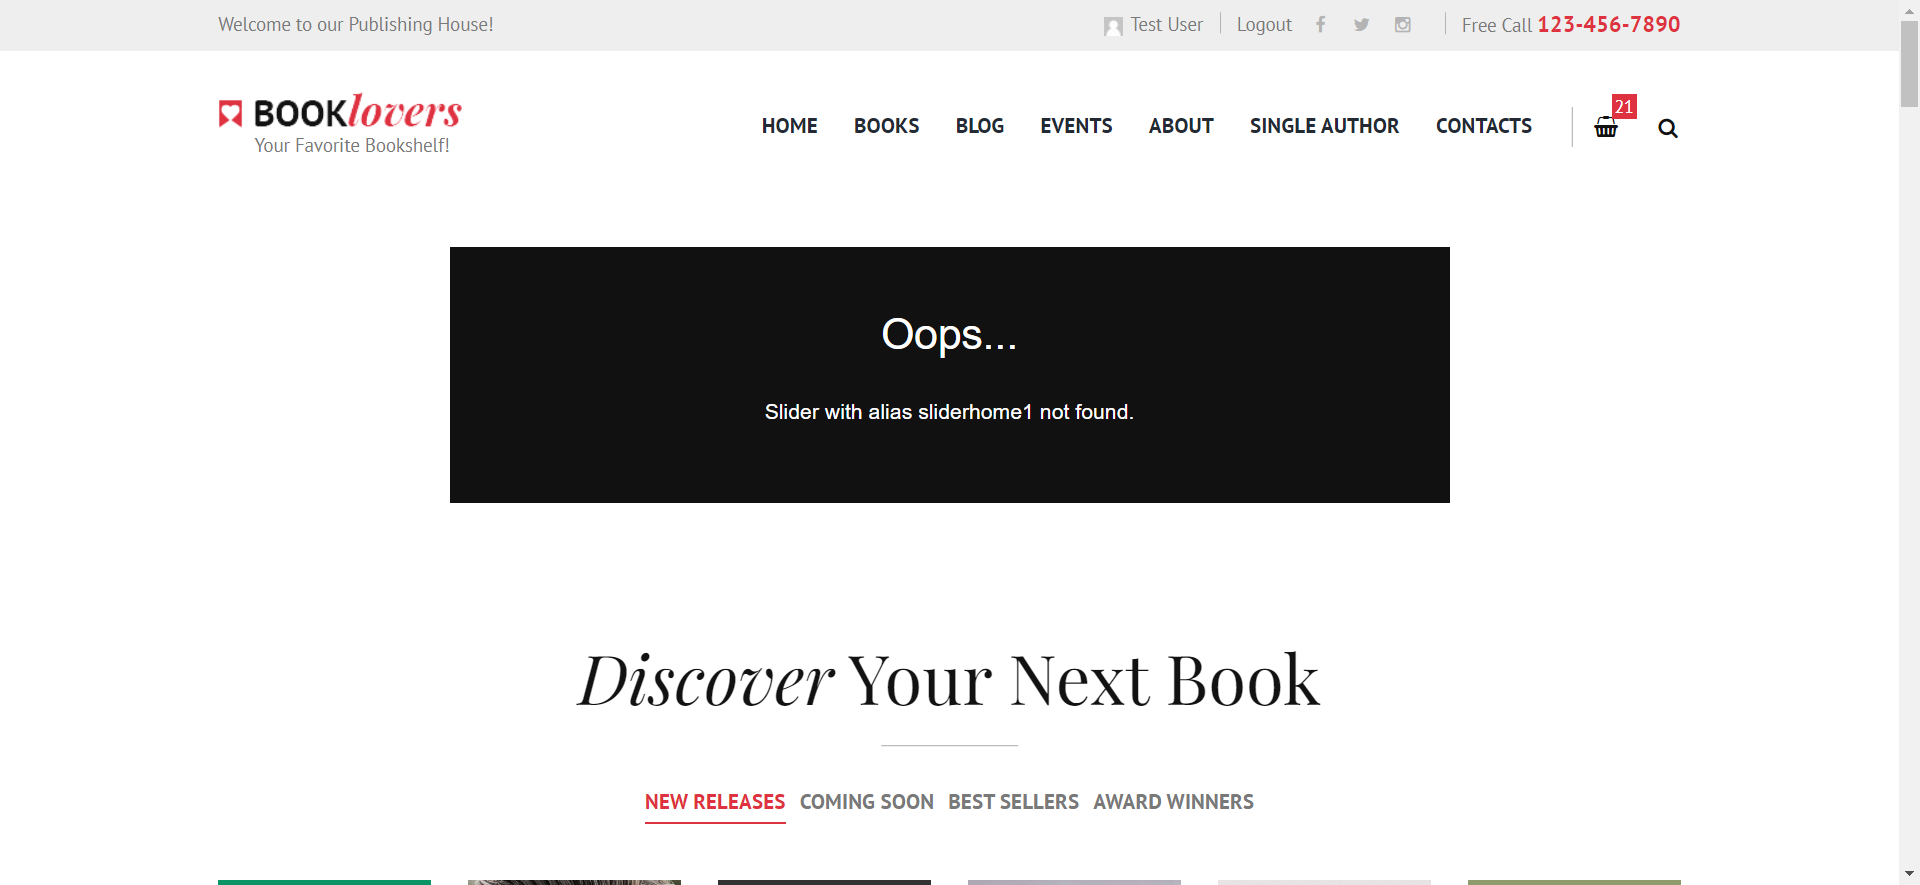 Welcome to our Publishing House!
Test User
Logout
Free Call 123-456-7890
BOOKlovers
Your Favorite Bookshelf!
HOME BOOKS BLOG EVENTS ABOUT SINGLE AUTHOR CONTACTS
21
Oops...
Slider with alias sliderhome1 not found.
Discover Your Next Book
NEW RELEASES COMING SOON BEST SELLERS AWARD WINNERS